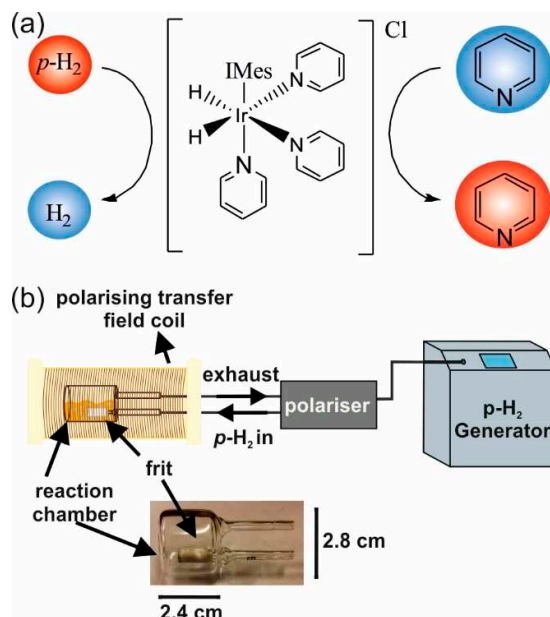 (a)
p-H₂
H₂
[
IMes
H
H
Ir
N
N
N
]
Cl
N
N
(b)
polarising transfer
field coil
exhaust
p-H₂ in
polariser
p-H₂
Generator
frit
reaction
chamber
2.8 cm
2.4 cm